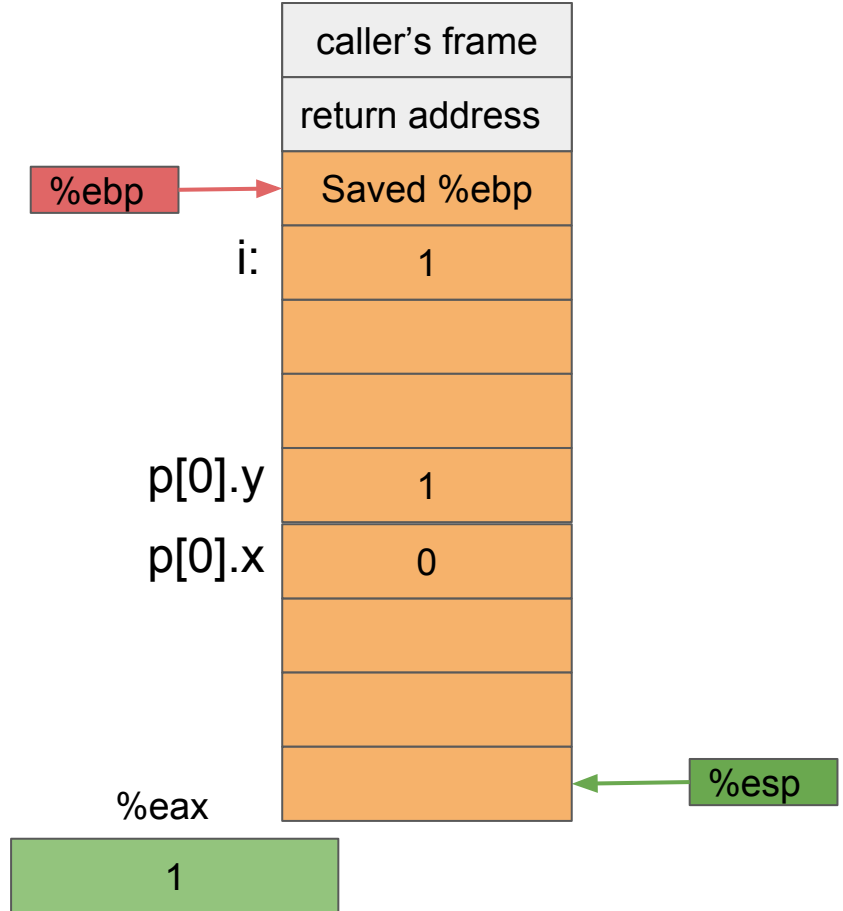 caller’s frame
return address
%ebp
Saved %ebp
i:
1
p[0].y
1
p[0].x
0
%esp
%eax
1